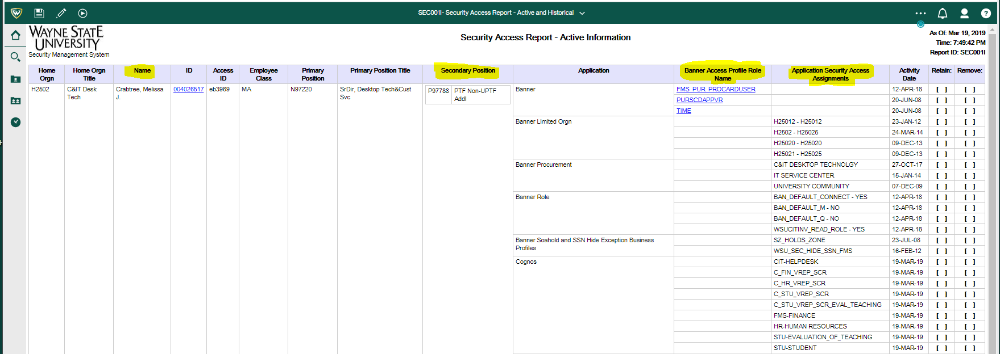 SEC001I- Security Access Report - Active and Historical
WAYNE STATE
UNIVERSITY
Security Management System
Security Access Report - Active Information
As Of: Mar 19, 2019
Time: 7:49:42 PM
Report ID: SEC001I
Home Orgn Home Orgn Title Name ID Access ID Employee Class Primary Position Primary Position Title Secondary Position Application Banner Access Profile Role Name Application Security Access Assignments Activity Date Retain: Remove:
H2502 C&IT Desk Tech Crabtree, Melissa J. 004026517 eb3969 MA N97220 SrDir, Desktop Tech&Cust Svc P97788 PTF Non-UPTF Addl Banner FMS_PUR_PROCARDUSER 12-APR-18 [ ] [ ]
PURSCDAPPVR 20-JUN-08 [ ] [ ]
TIME 20-JUN-08 [ ] [ ]
Banner Limited Orgn H25012 - H25012 23-JAN-12 [ ] [ ]
H2502 - H25025 24-MAR-14 [ ] [ ]
H25020 - H25020 09-DEC-13 [ ] [ ]
H25021 - H25025 09-DEC-13 [ ] [ ]
Banner Procurement C&IT DESKTOP TECHNOLGY 27-OCT-17 [ ] [ ]
IT SERVICE CENTER 15-JAN-14 [ ] [ ]
UNIVERSITY COMMUNITY 07-DEC-09 [ ] [ ]
Banner Role BAN_DEFAULT_CONNECT - YES 12-APR-18 [ ] [ ]
BAN_DEFAULT_M - NO 12-APR-18 [ ] [ ]
BAN_DEFAULT_Q - NO 12-APR-18 [ ] [ ]
WSUCITINV_READ_ROLE - YES 12-APR-18 [ ] [ ]
Banner Soahold and SSN Hide Exception Business Profiles SZ_HOLDS_ZONE 23-JUL-08 [ ] [ ]
WSU_SEC_HIDE_SSN_FMS 16-FEB-12 [ ] [ ]
Cognos CIT-HELPDESK 19-MAR-19 [ ] [ ]
C_FIN_VREP_SCR 19-MAR-19 [ ] [ ]
C_HR_VREP_SCR 19-MAR-19 [ ] [ ]
C_STU_VREP_SCR 19-MAR-19 [ ] [ ]
C_STU_VREP_SCR_EVAL_TEACHING 19-MAR-19 [ ] [ ]
FMS-FINANCE 19-MAR-19 [ ] [ ]
HR-HUMAN RESOURCES 19-MAR-19 [ ] [ ]
STU-EVALUATION_OF_TEACHING 19-MAR-19 [ ] [ ]
STU-STUDENT 19-MAR-19 [ ] [ ]